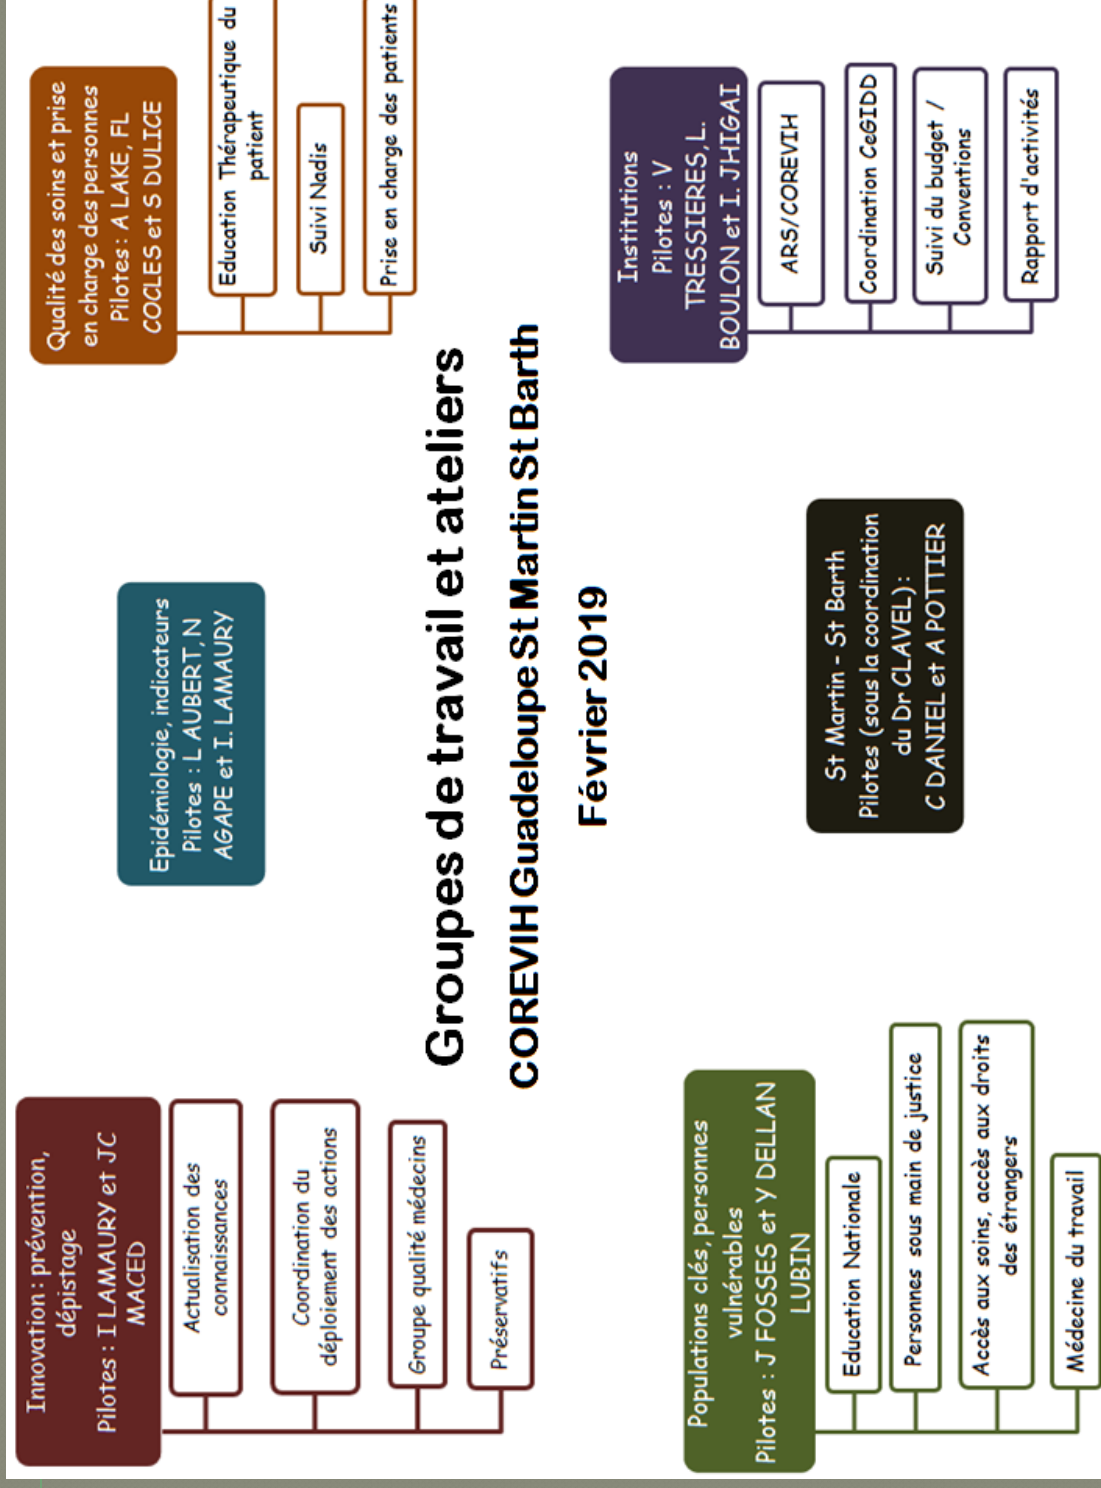 Innovation : prévention,
dépistage
Pilotes : I LAMAURY et JC
MACED
Actualisation des
connaissances
Coordination du
déploiement des actions
Groupe qualité médecins
Préservatifs
Epidémiologie, indicateurs
Pilotes : L AUBERT, N
AGAPE et I. LAMAURY
Qualité des soins et prise
en charge des personnes
Pilotes : A LAKE, FL
COCLES et S DULICE
Education Thérapeutique du
patient
Suivi Nadis
Prise en charge des patients
Groupes de travail et ateliers
COREVIH Guadeloupe St Martin St Barth
Février 2019
Populations clés, personnes
vulnérables
Pilotes : J FOSSES et Y DELLAN
LUBIN
Education Nationale
Personnes sous main de justice
Accès aux soins, accès aux droits
des étrangers
Médecine du travail
St Martin - St Barth
Pilotes (sous la coordination
du Dr CLAVEL) :
C DANIEL et A POTTIER
Institutions
Pilotes : V
TRESSIERES, L.
BOULON et I. JHIGAI
ARS/COREVIH
Coordination CeGIDD
Suivi du budget /
Conventions
Rapport d'activités